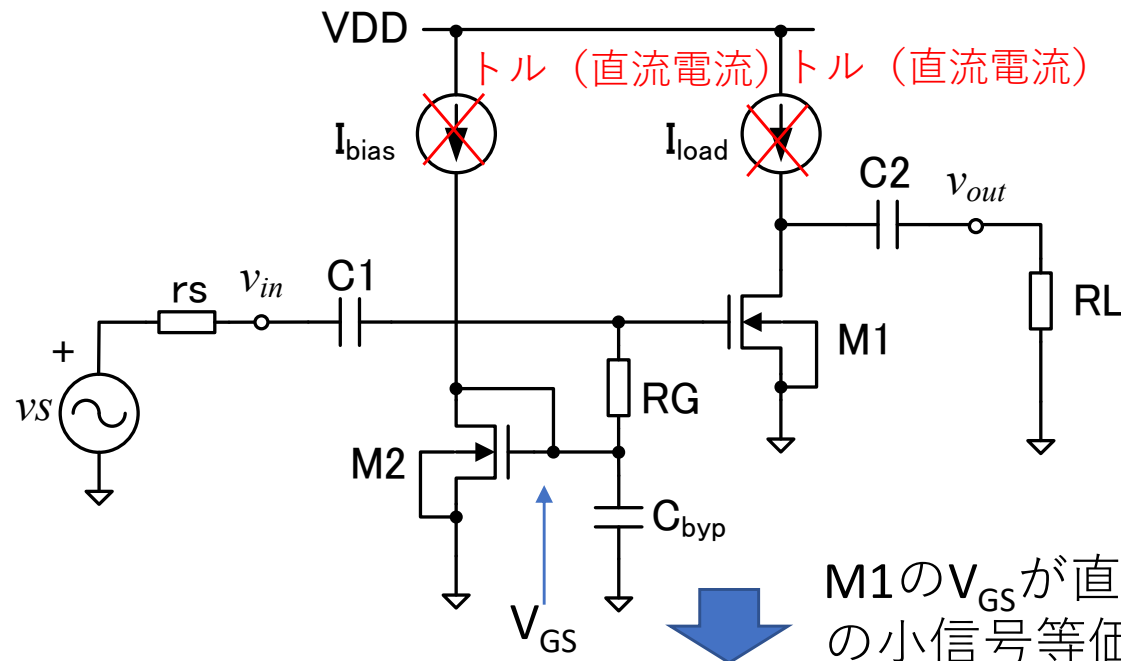 VDD
トル（直流電流）トル（直流電流）
Ibias
Iload
C2
vout
rs
vin
C1
RL
M1
+
RG
vs
M2
Cbyp
VGS
M1のVGSが直
の小信号等価